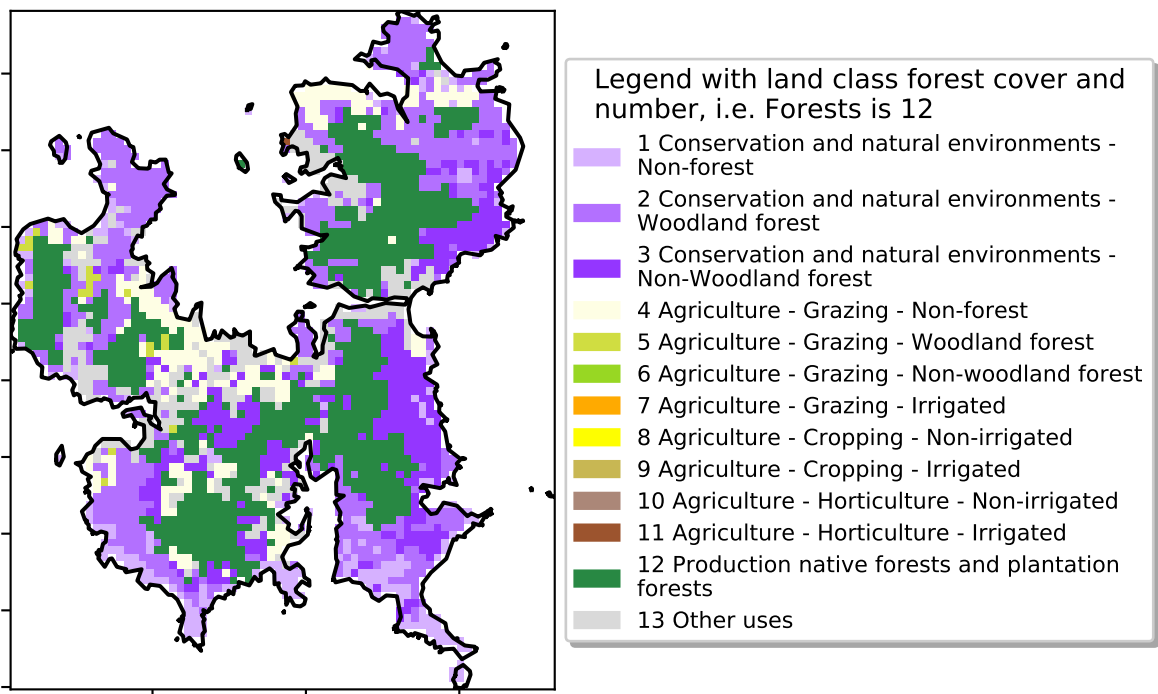 Legend with land class forest cover and
number, i.e. Forests is 12
1 Conservation and natural environments -
Non-forest
2 Conservation and natural environments -
Woodland forest
3 Conservation and natural environments -
Non-Woodland forest
4 Agriculture - Grazing - Non-forest
5 Agriculture - Grazing - Woodland forest
6 Agriculture - Grazing - Non-woodland forest
7 Agriculture - Grazing - Irrigated
8 Agriculture - Cropping - Non-irrigated
9 Agriculture - Cropping - Irrigated
10 Agriculture - Horticulture - Non-irrigated
11 Agriculture - Horticulture - Irrigated
12 Production native forests and plantation
forests
13 Other uses